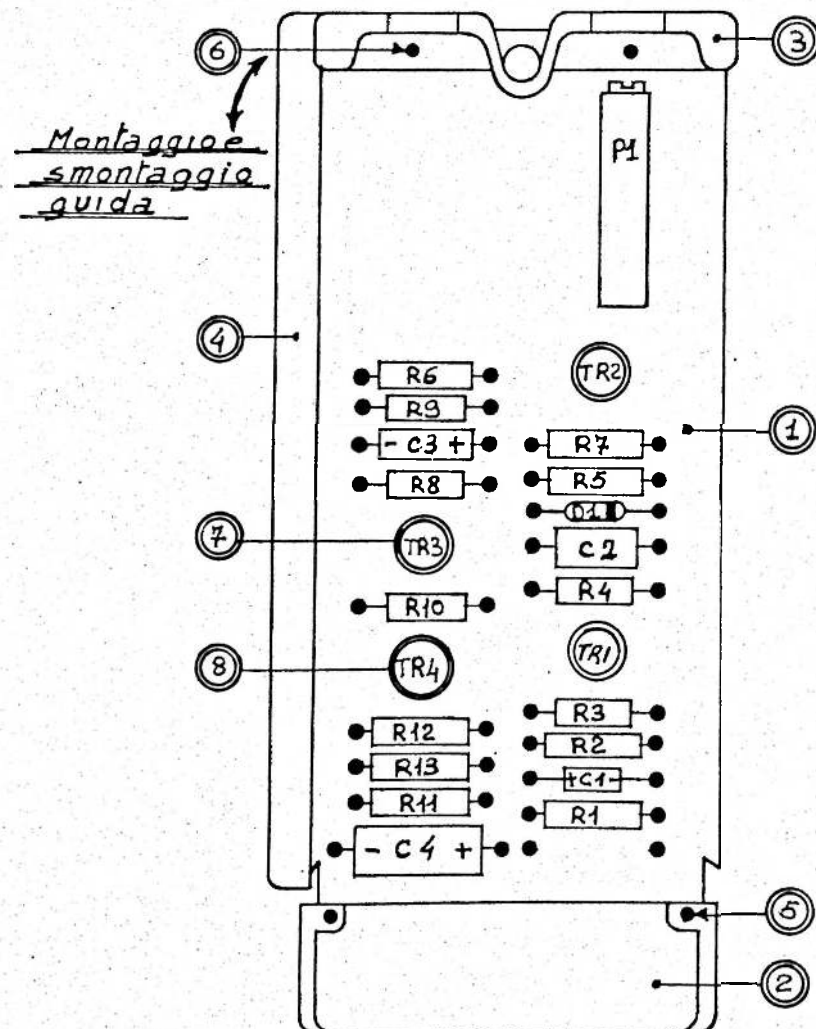 6
3
Montaggio e
smontaggio
guida
P1
4
R6
TR2
R9
1
- C3 +
R7
R8
R5
D1
7
TR3
C2
R4
R10
8
TR4
TR1
R3
R12
R2
R13
+C1-
R11
R1
- C4 +
5
2